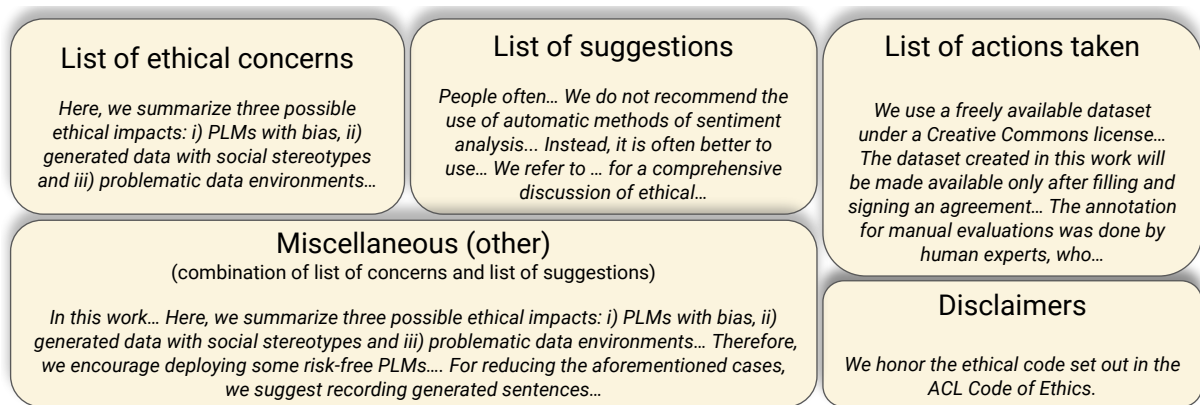 List of ethical concerns
Here, we summarize three possible
ethical impacts: i) PLMs with bias, ii)
generated data with social stereotypes
and iii) problematic data environments…
List of suggestions
People often… We do not recommend the
use of automatic methods of sentiment
analysis... Instead, it is often better to
use… We refer to … for a comprehensive
discussion of ethical…
List of actions taken
We use a freely available dataset
under a Creative Commons license…
The dataset created in this work will
be made available only after filling and
signing an agreement… The annotation
for manual evaluations was done by
human experts, who…
Miscellaneous (other)
(combination of list of concerns and list of suggestions)
In this work… Here, we summarize three possible ethical impacts: i) PLMs with bias, ii)
generated data with social stereotypes and iii) problematic data environments… Therefore,
we encourage deploying some risk-free PLMs…. For reducing the aforementioned cases,
we suggest recording generated sentences…
Disclaimers
We honor the ethical code set out in the
ACL Code of Ethics.